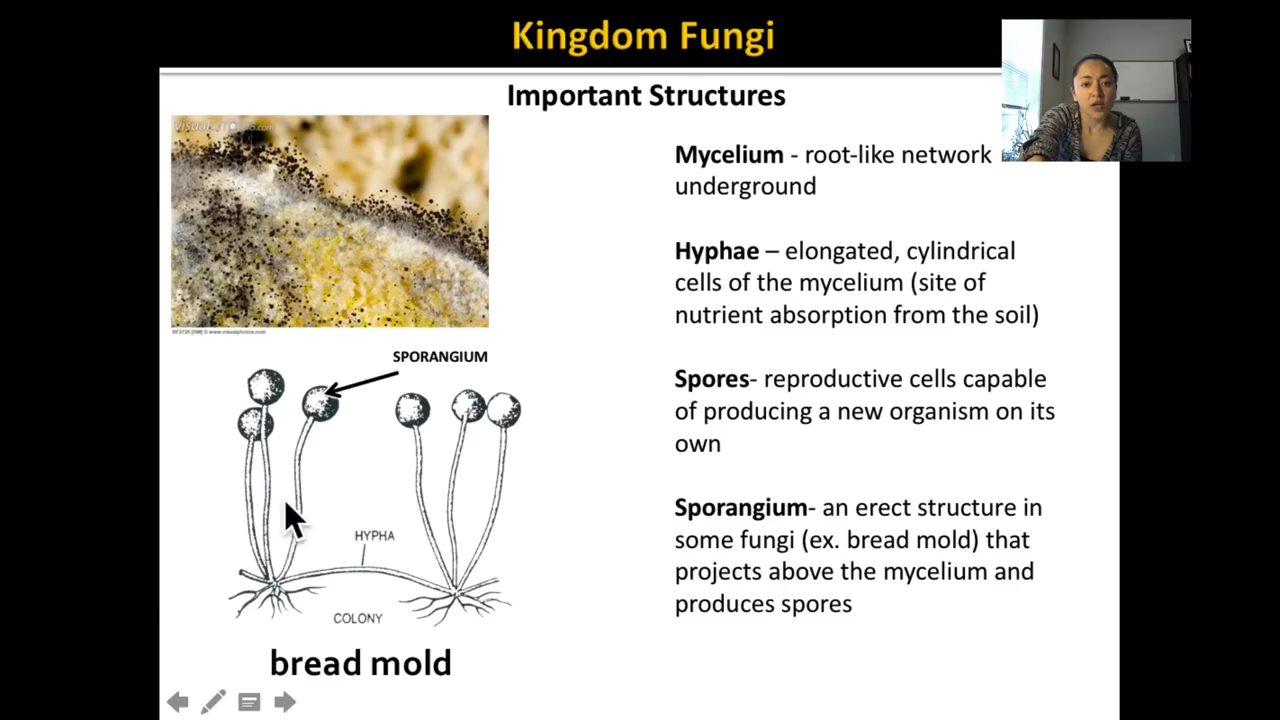 Kingdom Fungi
Important Structures
Mycelium - root-like network
underground
Hyphae – elongated, cylindrical
cells of the mycelium (site of
nutrient absorption from the soil)
Spores- reproductive cells capable
of producing a new organism on its
own
Sporangium- an erect structure in
some fungi (ex. bread mold) that
projects above the mycelium and
produces spores
SPORANGIUM
HYPHA
COLONY
bread mold